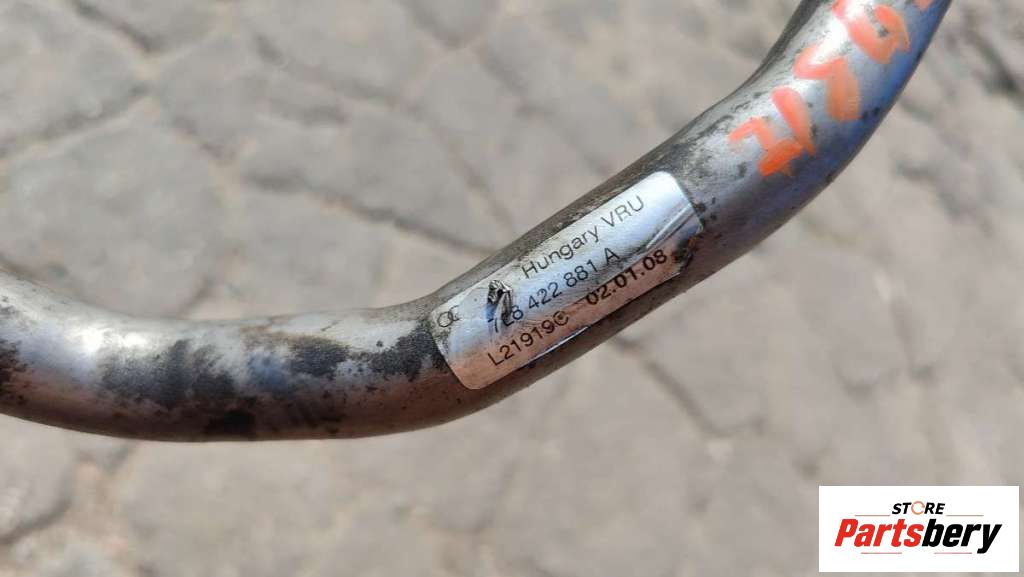 Hungary VRU
7L8 422 881 A
L21919C 02.01.08
STORE
Partsbery